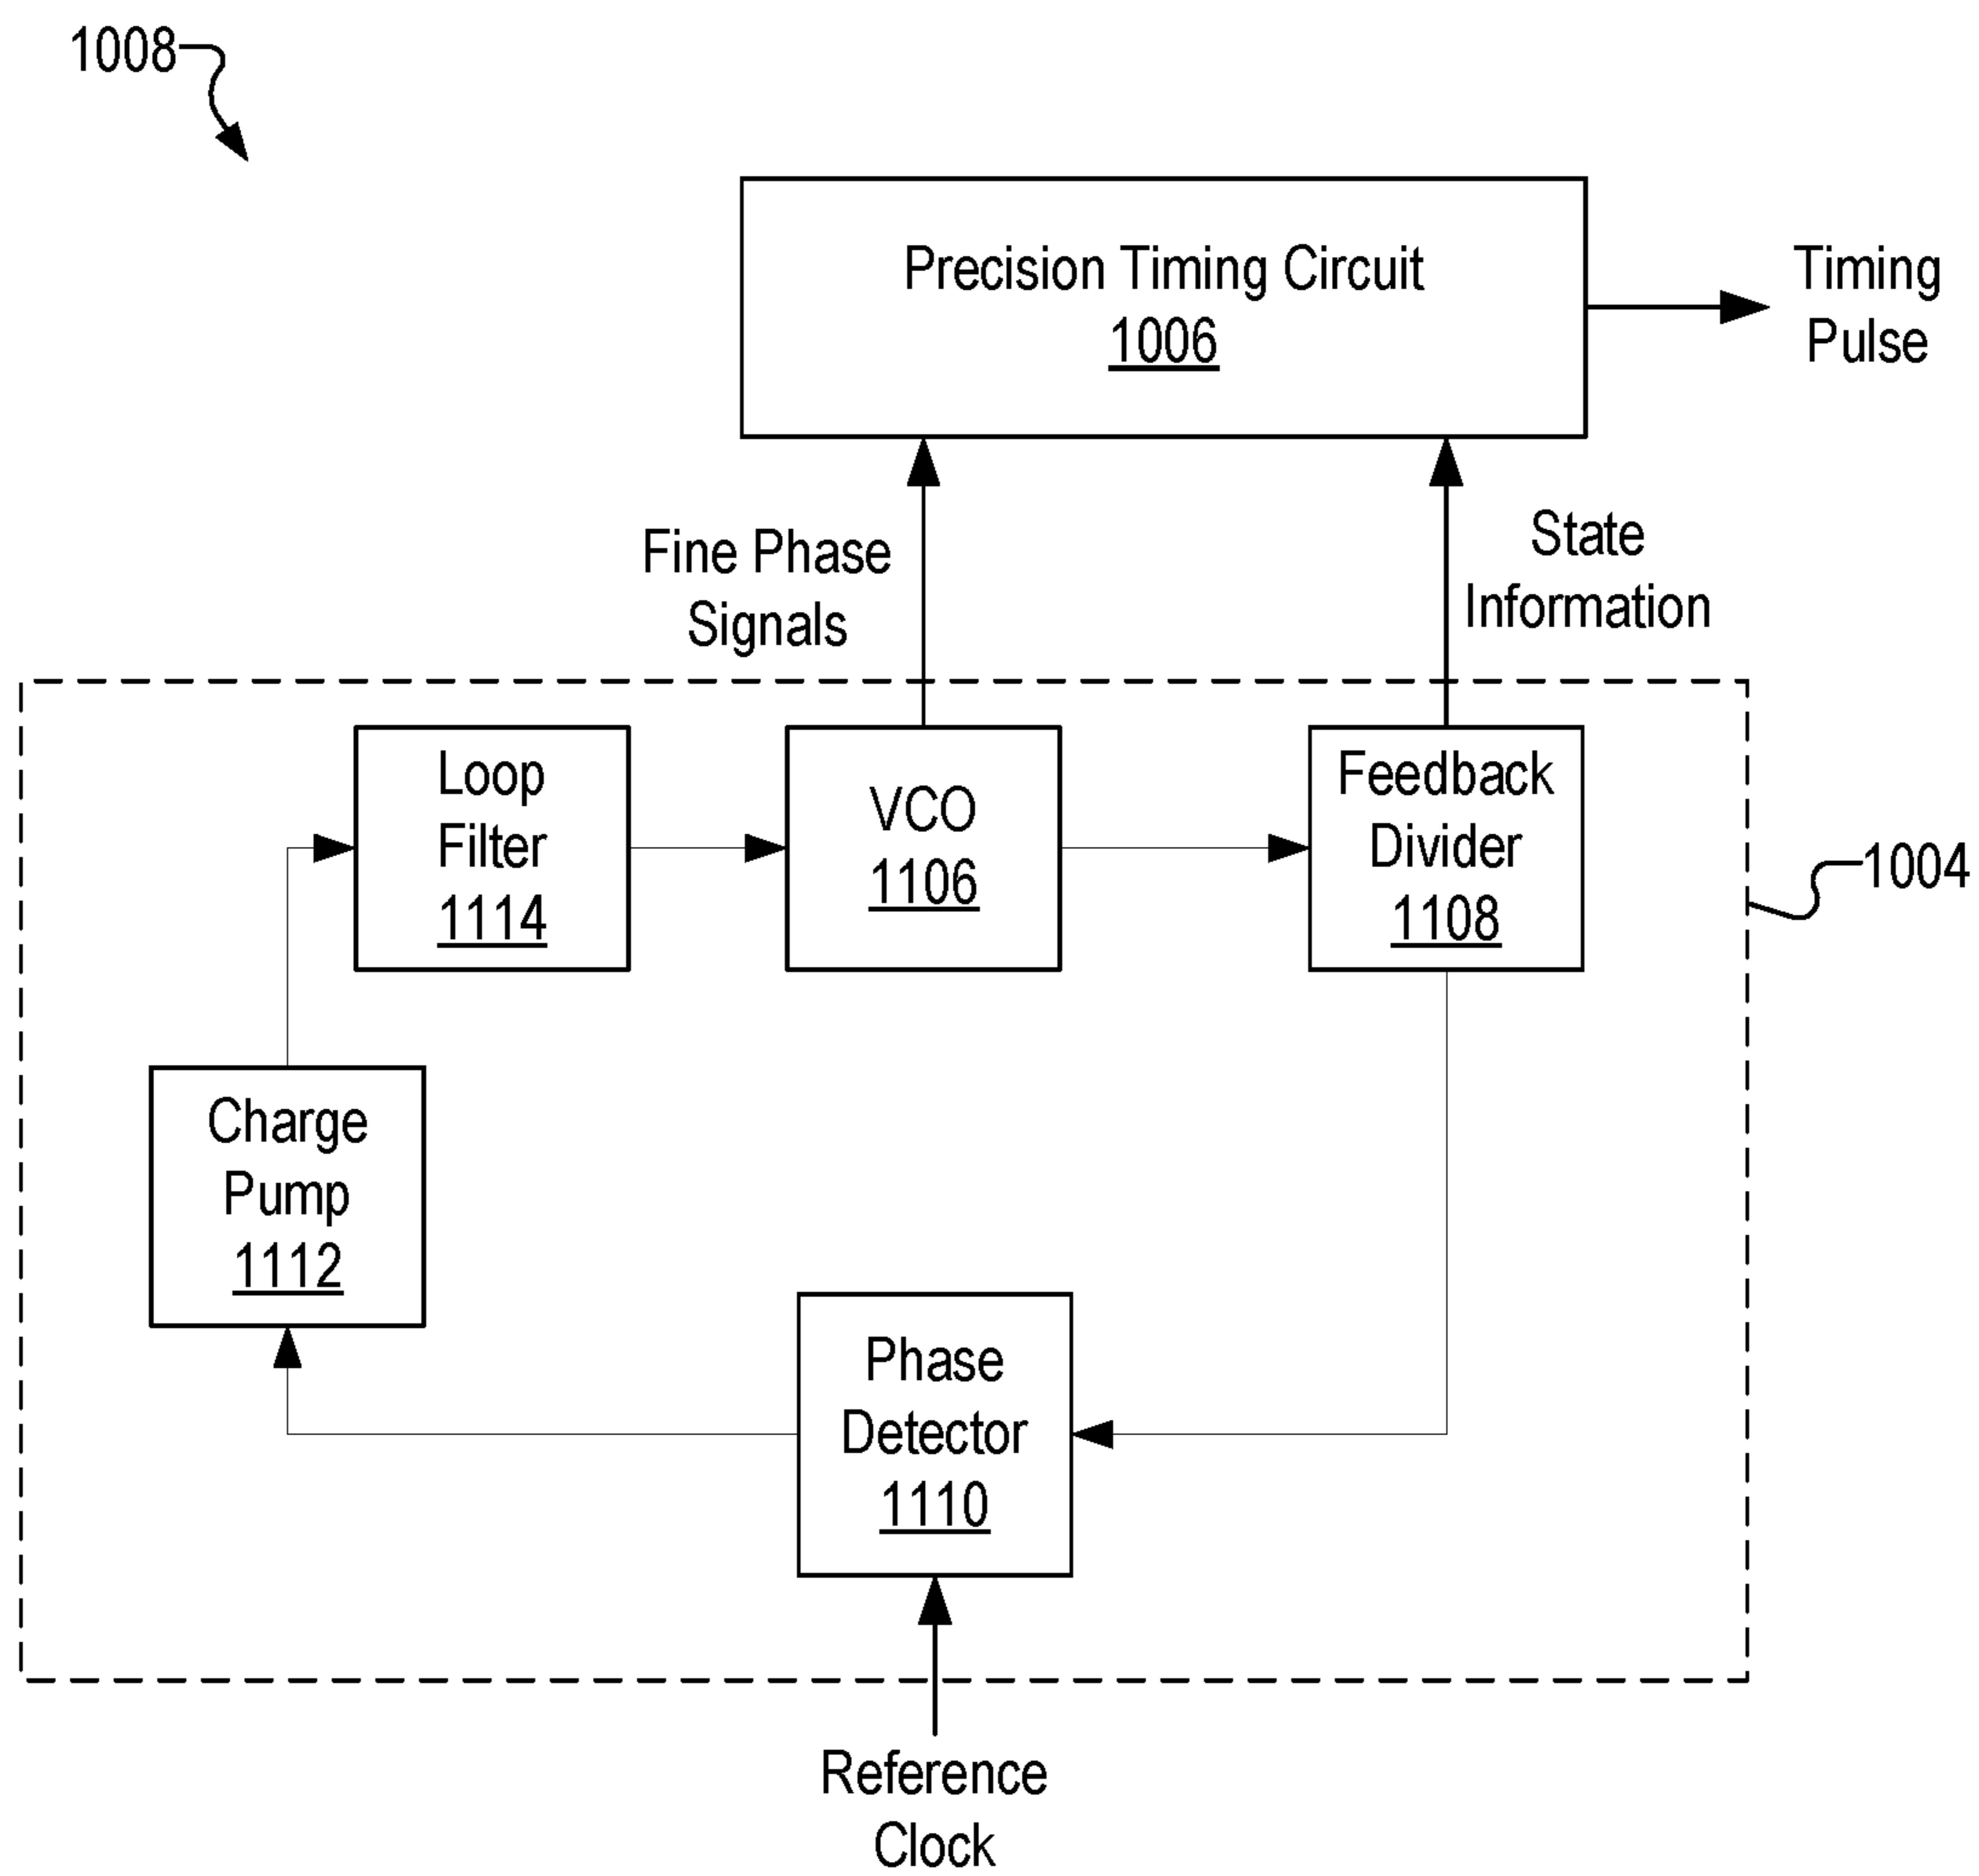 1008
Precision Timing Circuit
1006
Timing
Pulse
Fine Phase
Signals
State
Information
Loop
Filter
1114
VCO
1106
Feedback
Divider
1108
1004
Charge
Pump
1112
Phase
Detector
1110
Reference
Clock